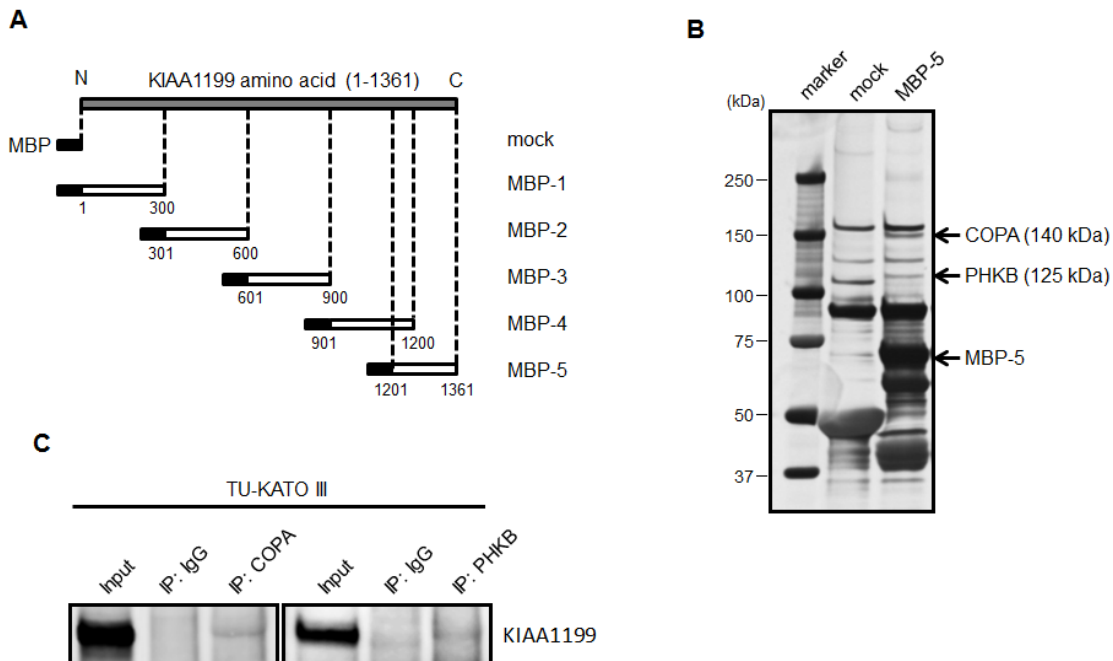 A
N
KIAA1199 amino acid (1-1361)
C
MBP
mock
MBP-1
1
300
MBP-2
301
600
MBP-3
601
900
MBP-4
901
1200
MBP-5
1201
1361
B
(kDa)
marker
mock
MBP-5
250
150
100
75
50
37
COPA (140 kDa)
PHKB (125 kDa)
MBP-5
C
TU-KATO III
Input
IP: IgG
IP: COPA
Input
IP: IgG
IP: PHKB
KIAA1199